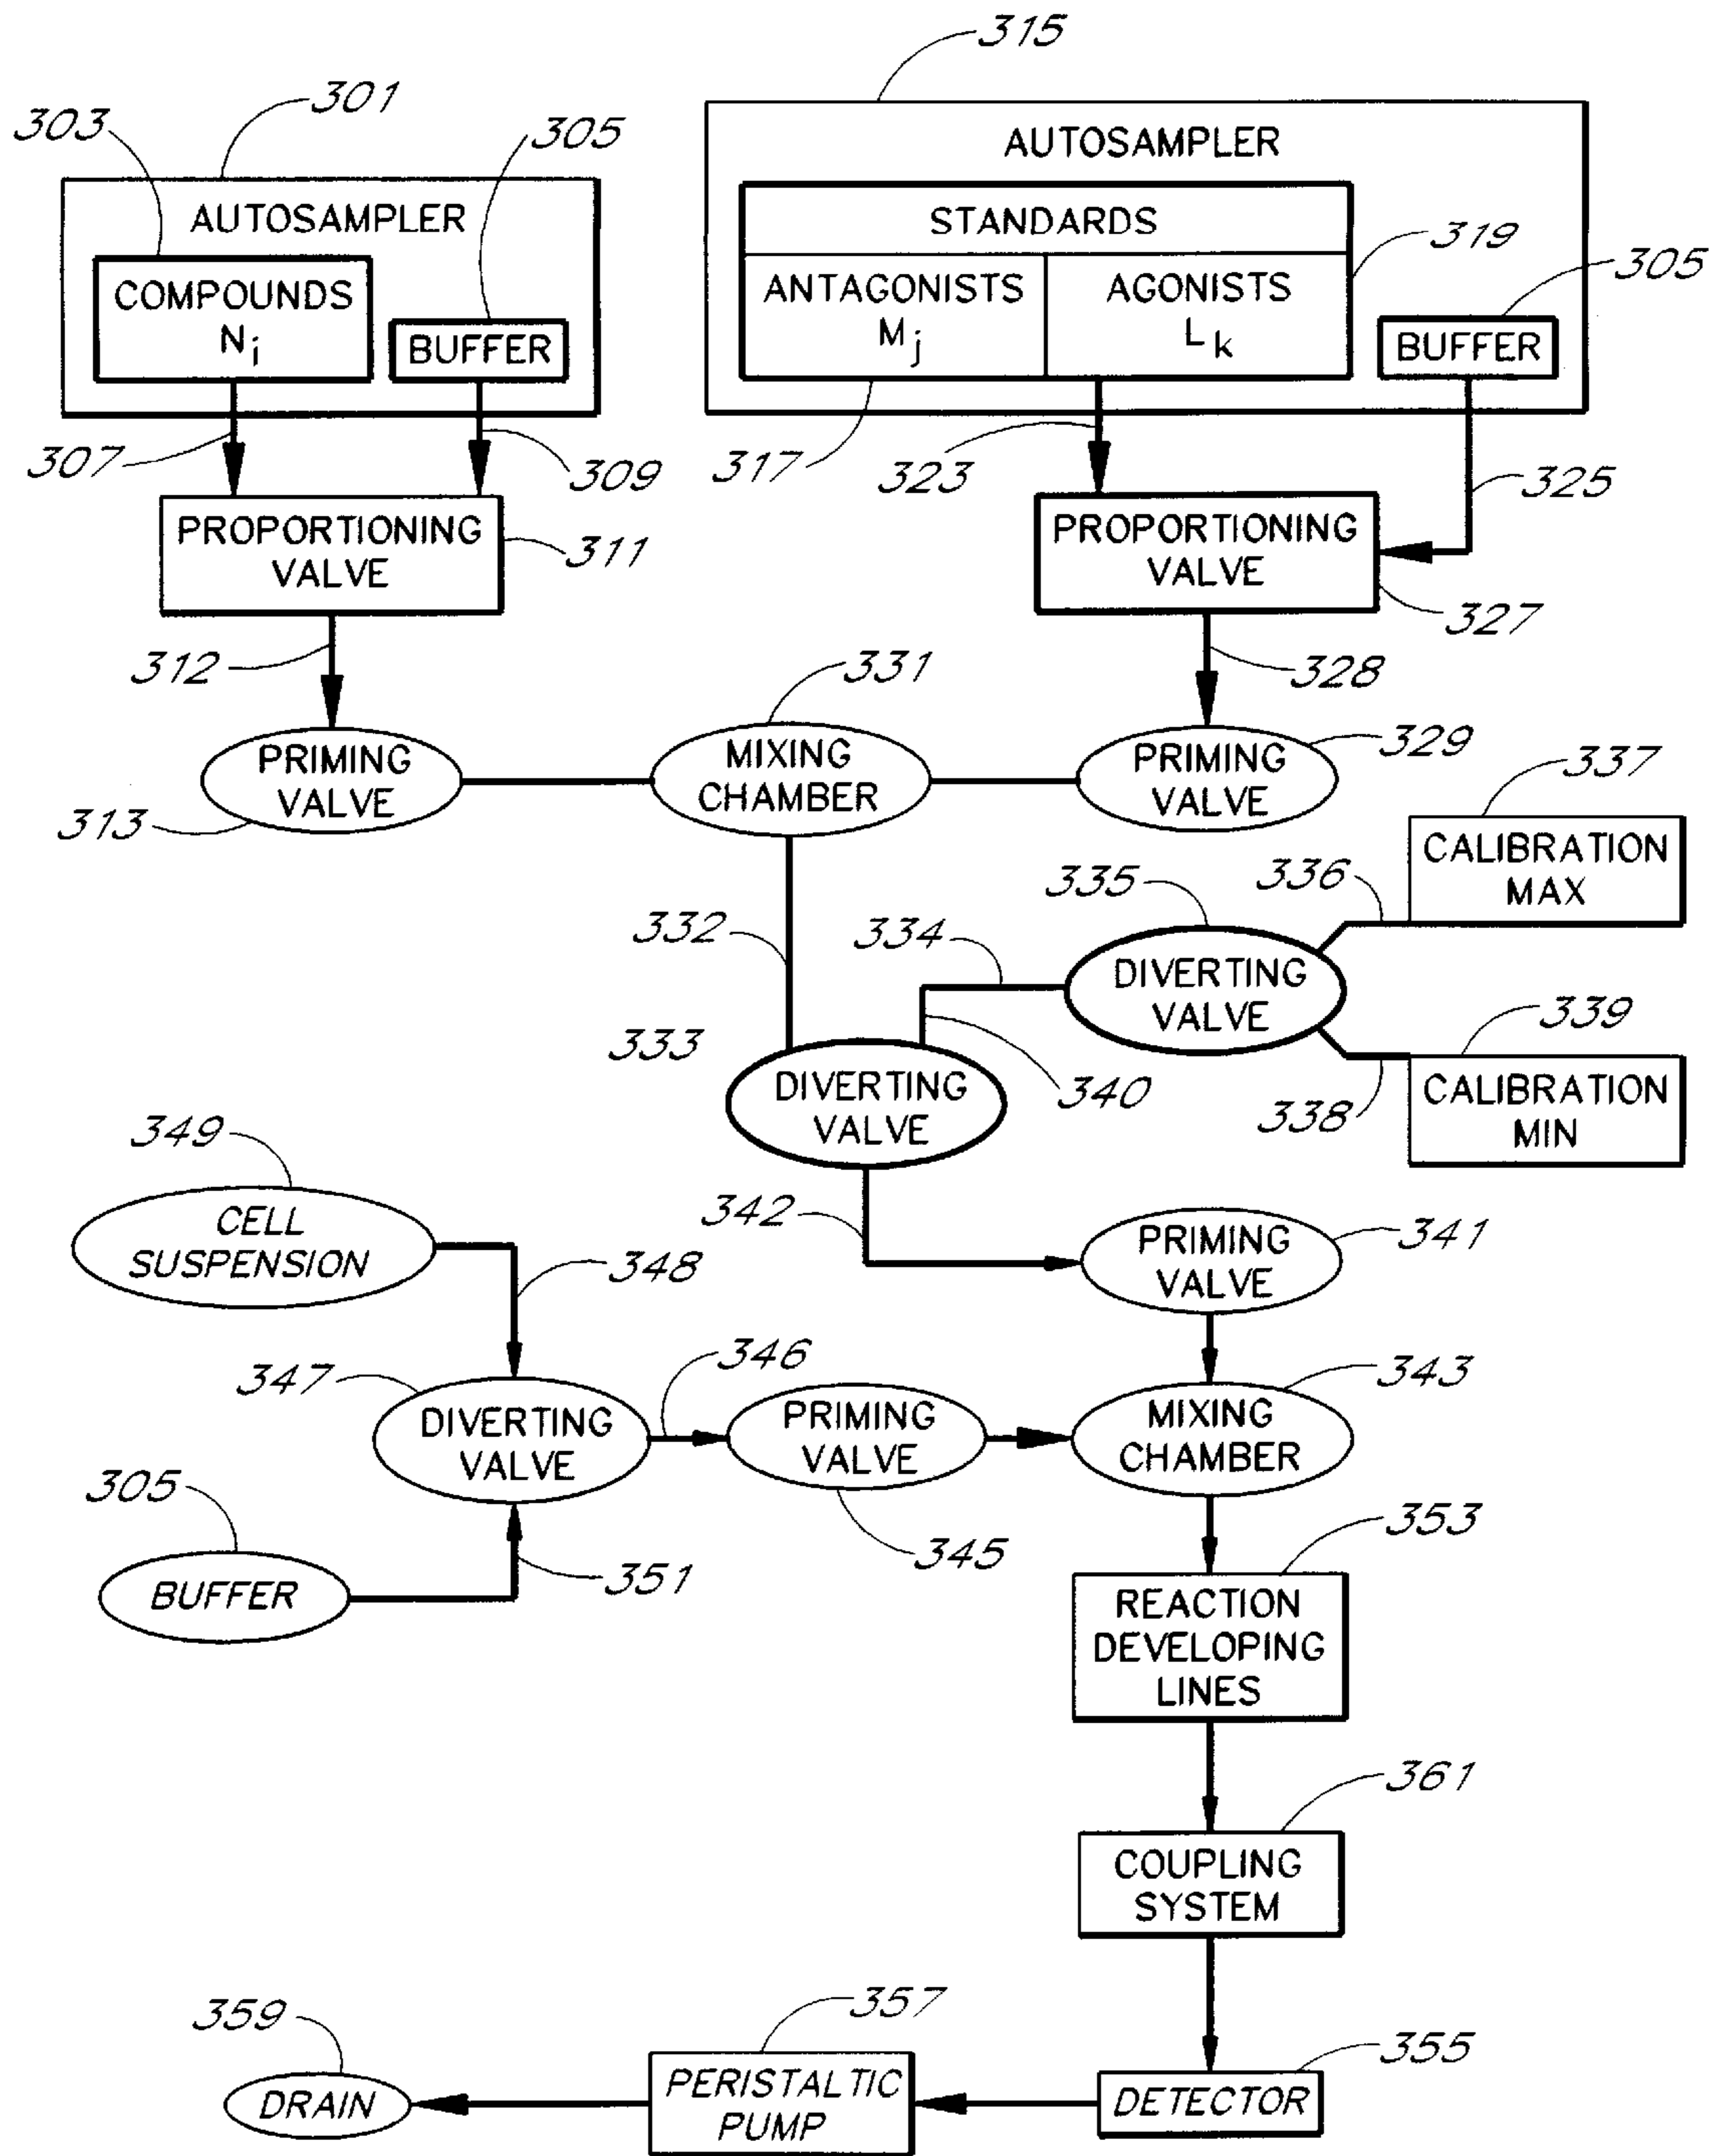 315
301
303
305
AUTOSAMPLER
AUTOSAMPLER
STANDARDS
319
305
COMPOUNDS
N i
BUFFER
ANTAGONISTS
M j
AGONISTS
L k
BUFFER
307
309
317
323
325
PROPORTIONING
VALVE
311
PROPORTIONING
VALVE
327
312
331
328
PRIMING
VALVE
313
MIXING
CHAMBER
PRIMING
VALVE
329
337
CALIBRATION
MAX
336
335
332
334
DIVERTING
VALVE
339
333
340
338
CALIBRATION
MIN
DIVERTING
VALVE
349
CELL
SUSPENSION
342
PRIMING
VALVE
341
348
347
346
343
DIVERTING
VALVE
PRIMING
VALVE
MIXING
CHAMBER
305
345
353
BUFFER
351
REACTION
DEVELOPING
LINES
361
COUPLING
SYSTEM
359
357
355
DRAIN
PERISTALTIC
PUMP
DETECTOR